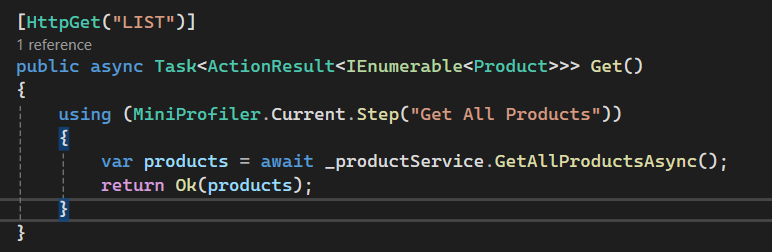 [HttpGet("LIST")]
1 reference
public async Task<ActionResult<IEnumerable<Product>>> Get()
{
    using (MiniProfiler.Current.Step("Get All Products"))
    {
        var products = await _productService.GetAllProductsAsync();
        return Ok(products);
    }
}